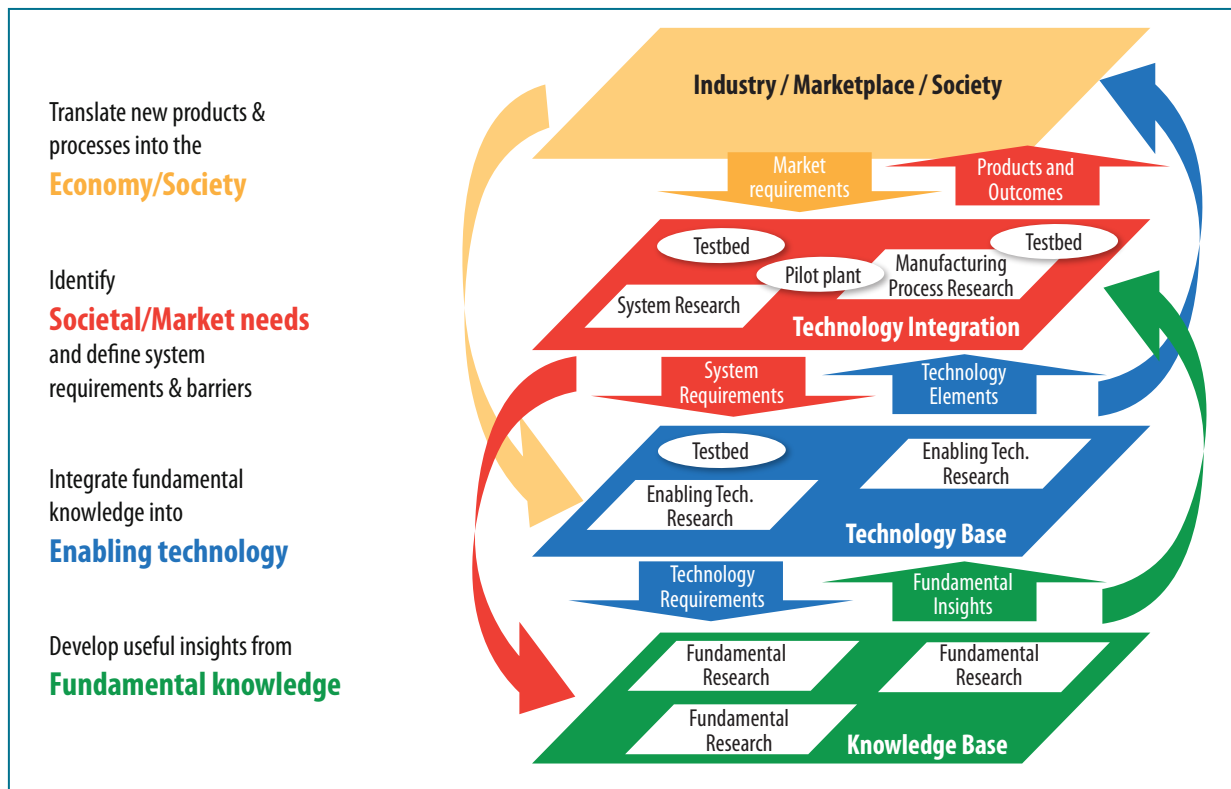 Translate new products &
processes into the
Economy/Society
Identify
Societal/Market needs
and define system
requirements & barriers
Integrate fundamental
knowledge into
Enabling technology
Develop useful insights from
Fundamental knowledge
Industry / Marketplace / Society
Market
requirements
Products and
Outcomes
Testbed
Testbed
Pilot plant
Manufacturing
Process Research
System Research
Technology Integration
System
Requirements
Technology
Elements
Testbed
Enabling Tech.
Research
Enabling Tech.
Research
Technology Base
Technology
Requirements
Fundamental
Insights
Fundamental
Research
Fundamental
Research
Fundamental
Research
Knowledge Base